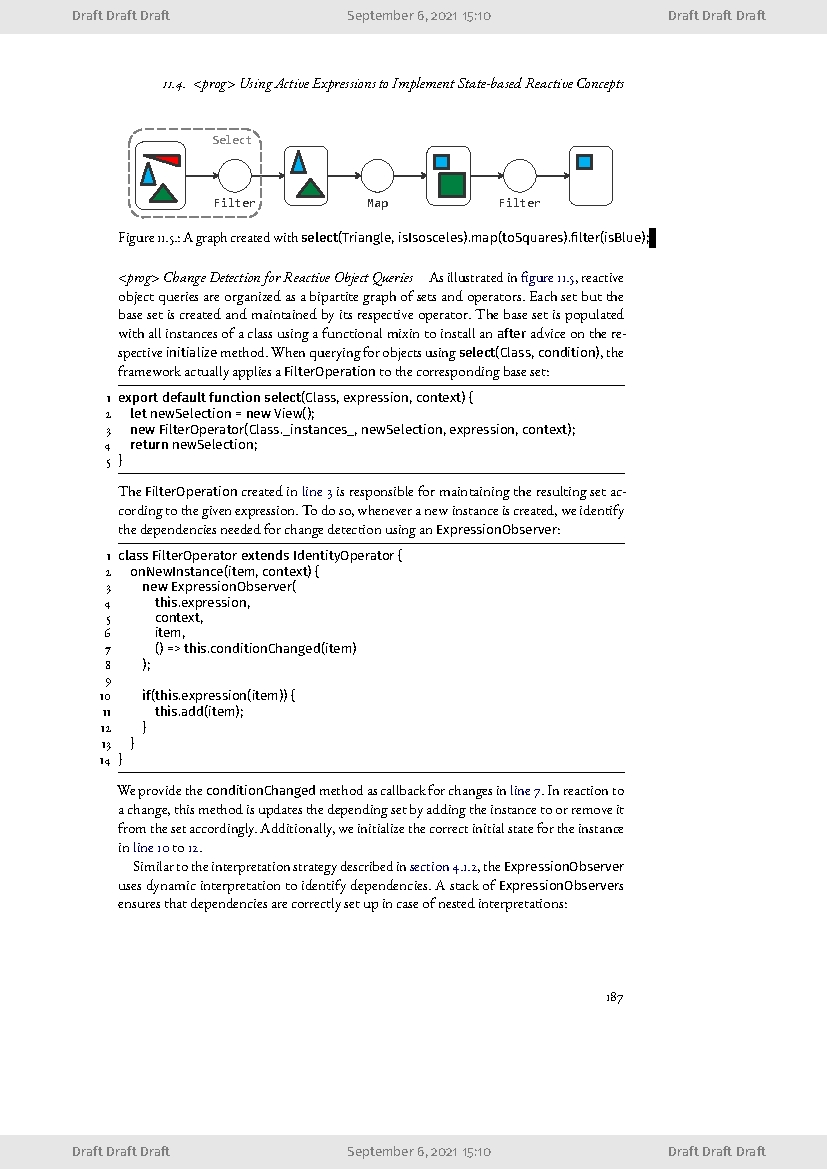 Draft Draft Draft September 6, 2021 15:10 Draft Draft Draft
11.4. <prog> Using Active Expressions to Implement State-based Reactive Concepts
Select
Filter Map Filter
Figure 11.5.: A graph created with select(Triangle, isIsosceles).map(toSquares).filter(isBlue);
<prog> Change Detection for Reactive Object Queries As illustrated in figure 11.5, reactive
object queries are organized as a bipartite graph of sets and operators. Each set but the
base set is created and maintained by its respective operator. The base set is populated
with all instances of a class using a functional mixin to install an after advice on the re-
spective initialize method. When querying for objects using select(Class, condition), the
framework actually applies a FilterOperation to the corresponding base set:
1 export default function select(Class, expression, context) {
2 let newSelection = new View();
3 new FilterOperator(Class._instances_, newSelection, expression, context);
4 return newSelection;
5 }
The FilterOperation created in line 3 is responsible for maintaining the resulting set ac-
cording to the given expression. To do so, whenever a new instance is created, we identify
the dependencies needed for change detection using an ExpressionObserver:
1 class FilterOperator extends IdentityOperator {
2 onNewInstance(item, context) {
3 new ExpressionObserver(
4 this.expression,
5 context,
6 item,
7 () => this.conditionChanged(item)
8 );
9
10 if(this.expression(item)) {
11 this.add(item);
12 }
13 }
14 }
We provide the conditionChanged method as callback for changes in line 7. In reaction to
a change, this method is updates the depending set by adding the instance to or remove it
from the set accordingly. Additionally, we initialize the correct initial state for the instance
in line 10 to 12.
Similar to the interpretation strategy described in section 4.1.2, the ExpressionObserver
uses dynamic interpretation to identify dependencies. A stack of ExpressionObservers
ensures that dependencies are correctly set up in case of nested interpretations:
187
Draft Draft Draft September 6, 2021 15:10 Draft Draft Draft